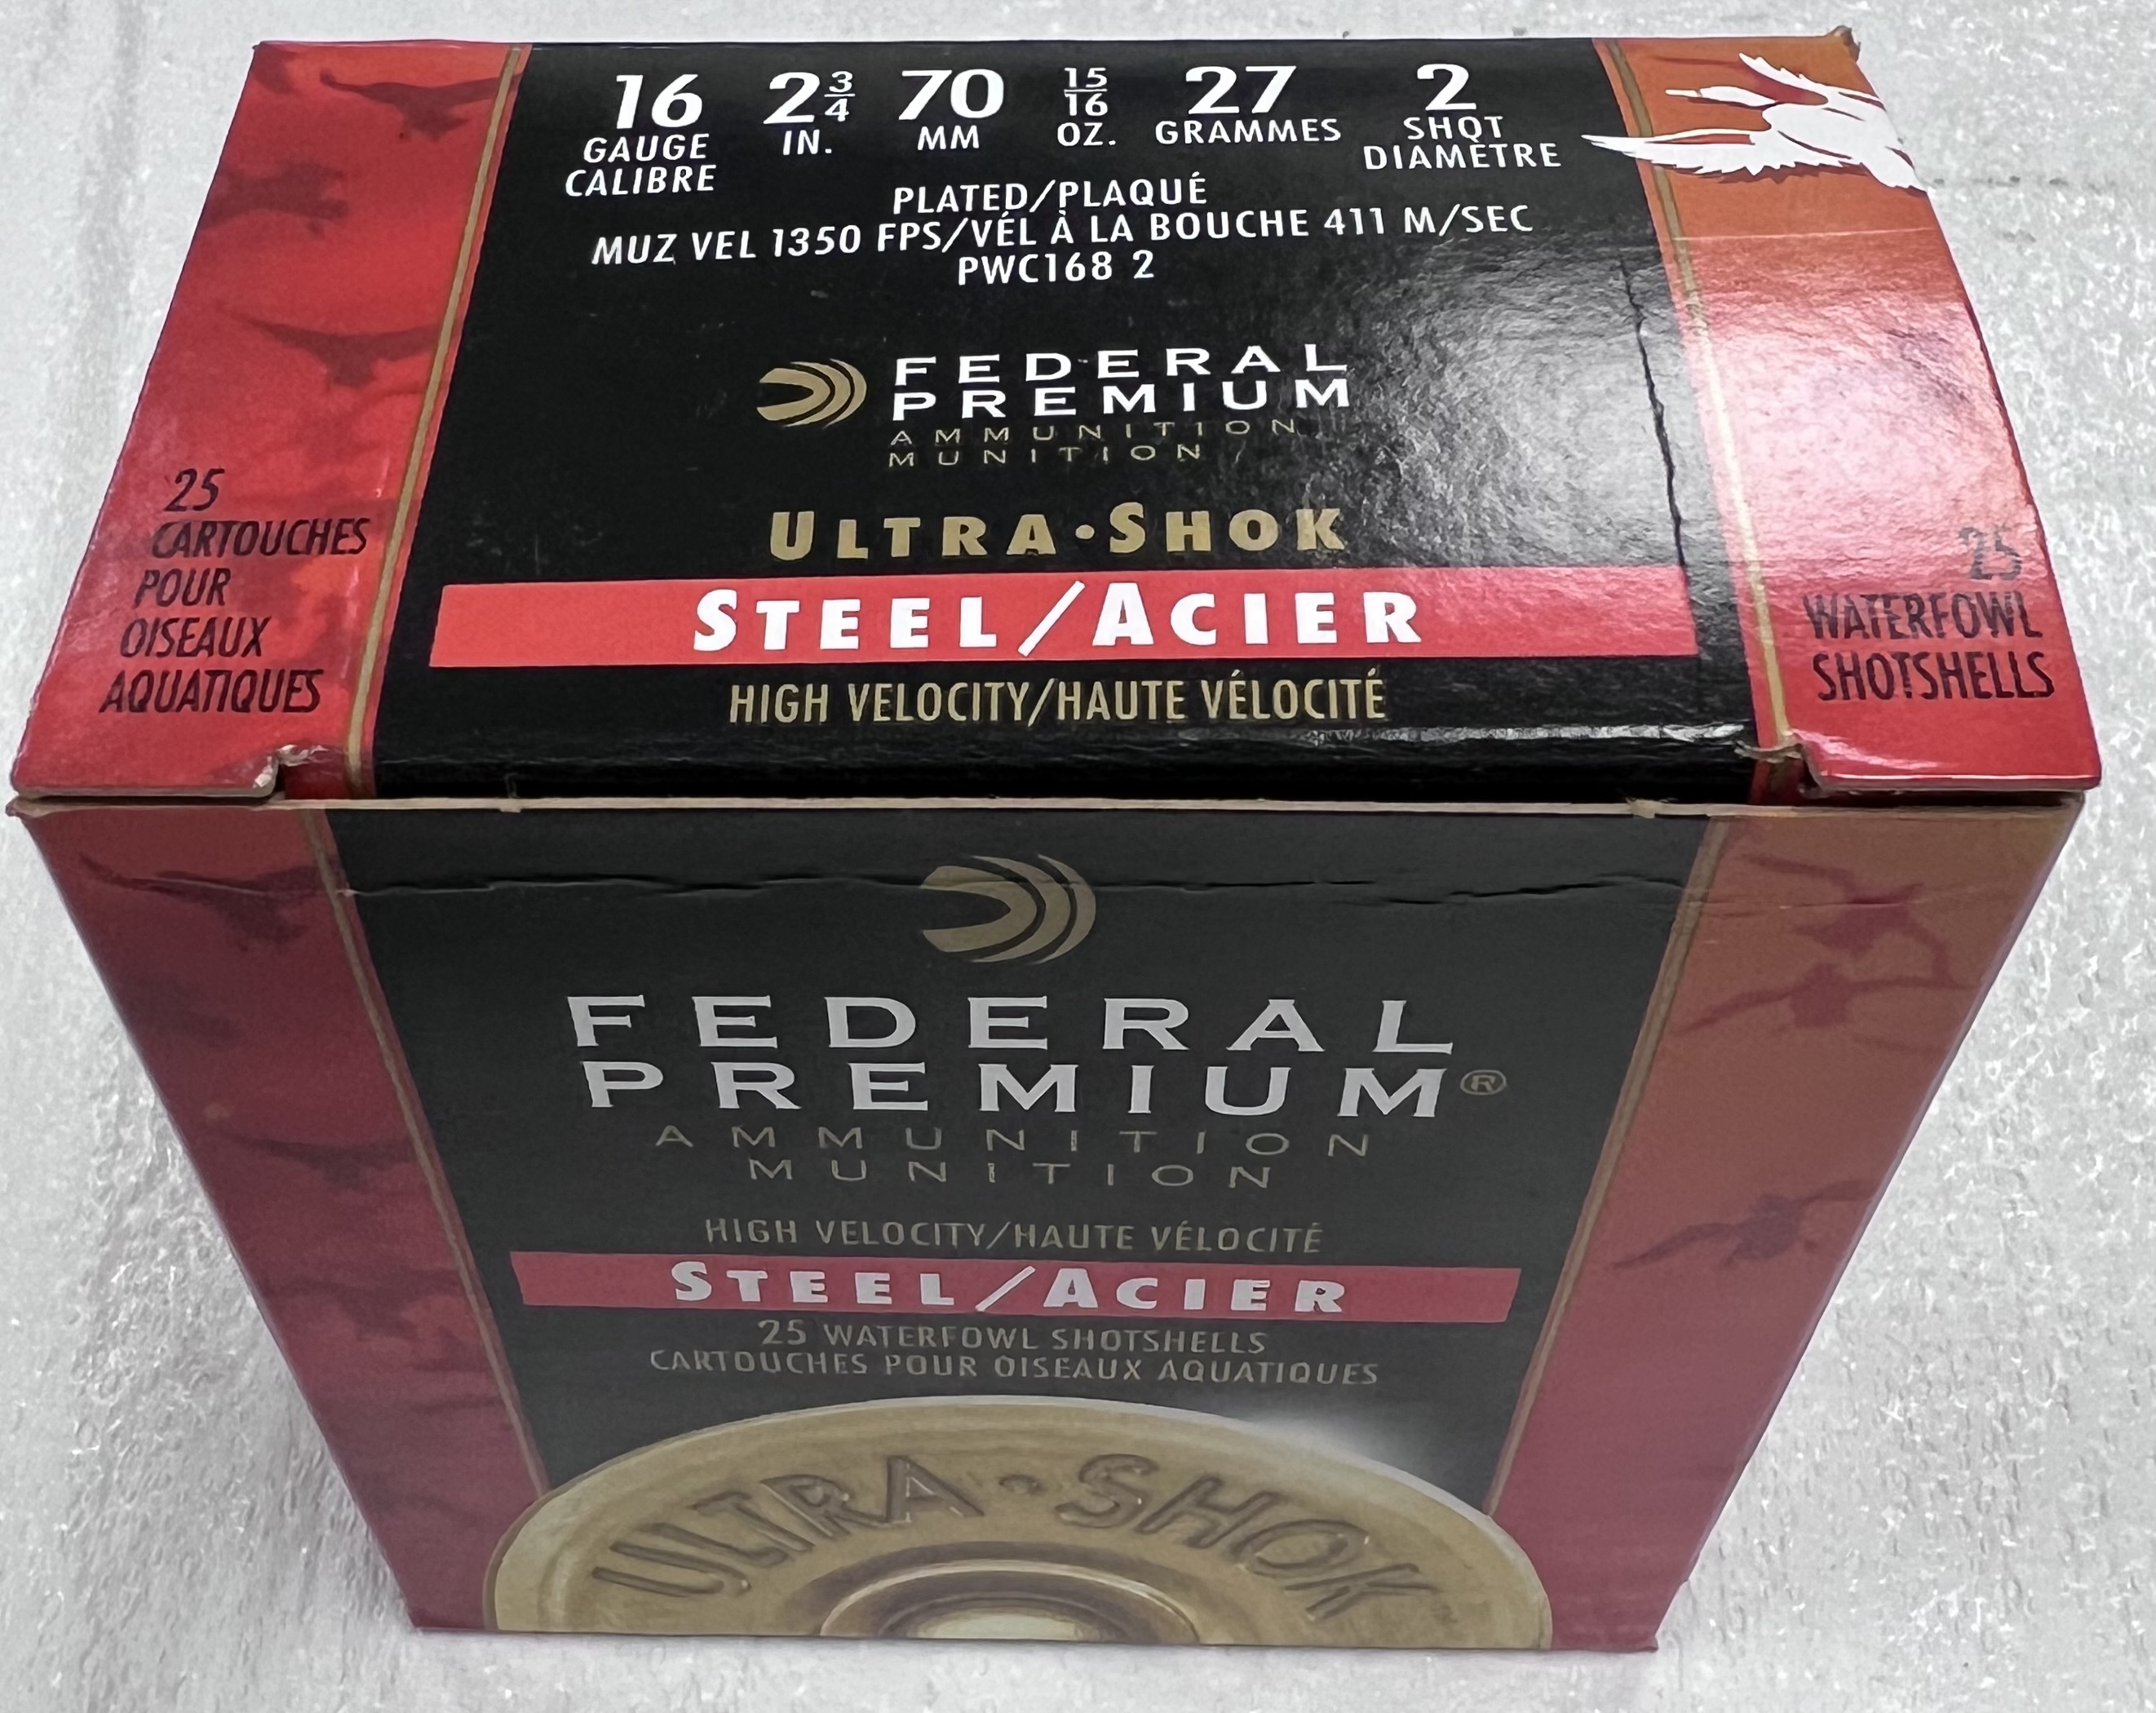 16 2 3/4 70 15/16 27 2
GAUGE IN. MM OZ. GRAMMES SHOT
CALIBRE DIAMÈTRE
PLATED/PLAQUÉ
MUZ VEL 1350 FPS/VÉL À LA BOUCHE 411 M/SEC
PWC168 2
FEDERAL
PREMIUM
AMMUNITION
MUNITION
ULTRA•SHOK
STEEL/ACIER
HIGH VELOCITY/HAUTE VÉLOCITÉ
25
CARTOUCHES
POUR
OISEAUX
AQUATIQUES
25
WATERFOWL
SHOTSHELLS
FEDERAL
PREMIUM®
AMMUNITION
MUNITION
HIGH VELOCITY/HAUTE VÉLOCITÉ
STEEL/ACIER
25 WATERFOWL SHOTSHELLS
CARTOUCHES POUR OISEAUX AQUATIQUES
ULTRA•SHOK